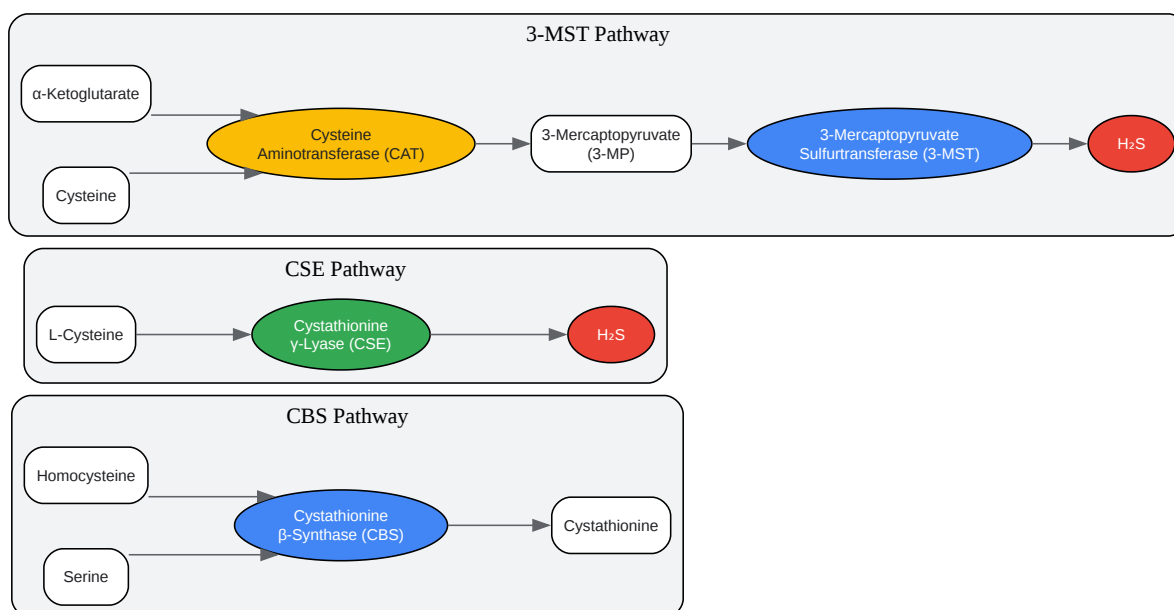 3-MST Pathway
α-Ketoglutarate
Cysteine
Cysteine
Aminotransferase (CAT)
3-Mercaptopyruvate
(3-MP)
3-Mercaptopyruvate
Sulfurtransferase (3-MST)
H₂S
CSE Pathway
L-Cysteine
Cystathionine
γ-Lyase (CSE)
H₂S
CBS Pathway
Homocysteine
Serine
Cystathionine
β-Synthase (CBS)
Cystathionine